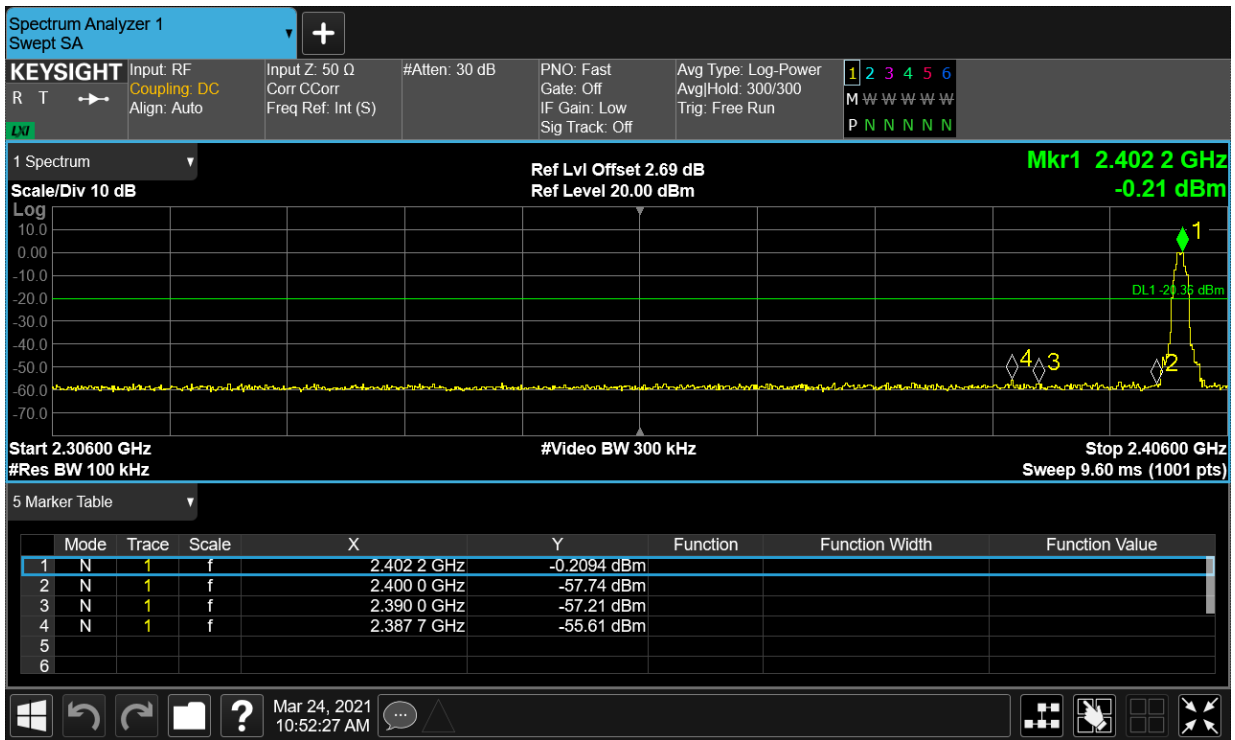 Spectrum Analyzer 1
Swept SA
+
KEYSIGHT
R T
LXI
Input: RF
Coupling: DC
Align: Auto
Input Z: 50 Ω
Corr CCorr
Freq Ref: Int (S)
#Atten: 30 dB
PNO: Fast
Gate: Off
IF Gain: Low
Sig Track: Off
Avg Type: Log-Power
Avg|Hold: 300/300
Trig: Free Run
1 2 3 4 5 6
M W W W W W
P N N N N N
1 Spectrum
Scale/Div 10 dB
Ref Lvl Offset 2.69 dB
Ref Level 20.00 dBm
Mkr1 2.402 2 GHz
-0.21 dBm
Log
10.0
0.00
-10.0
-20.0
-30.0
-40.0
-50.0
-60.0
-70.0
1
DL1 -20.36 dBm
4 3 2
Start 2.30600 GHz #Video BW 300 kHz Stop 2.40600 GHz
#Res BW 100 kHz Sweep 9.60 ms (1001 pts)
5 Marker Table
Mode Trace Scale X Y Function Function Width Function Value
1 N 1 f 2.402 2 GHz -0.2094 dBm
2 N 1 f 2.400 0 GHz -57.74 dBm
3 N 1 f 2.390 0 GHz -57.21 dBm
4 N 1 f 2.387 7 GHz -55.61 dBm
5
6
?
Mar 24, 2021
10:52:27 AM